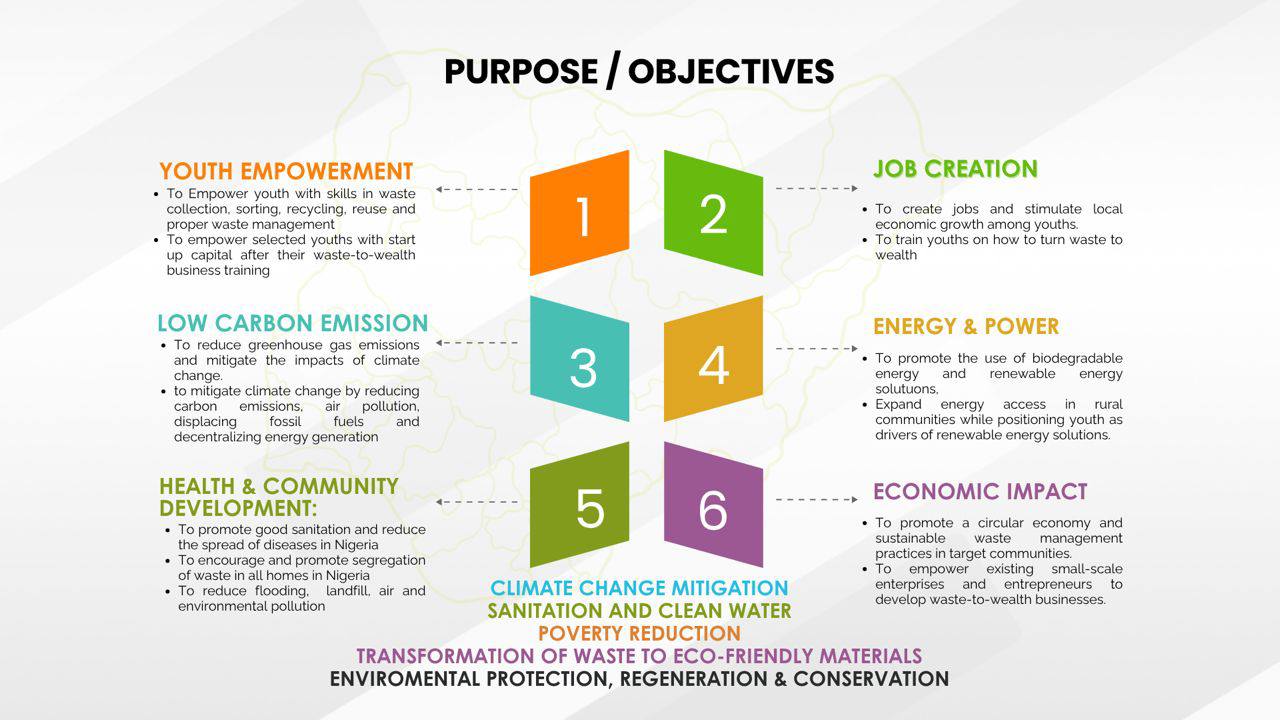 PURPOSE / OBJECTIVES
YOUTH EMPOWERMENT
• To Empower youth with skills in waste
collection, sorting, recycling, reuse and
proper waste management
• To empower selected youths with start
up capital after their waste-to-wealth
business training
1
2
JOB CREATION
• To create jobs and stimulate local
economic growth among youths.
• To train youths on how to turn waste to
wealth
LOW CARBON EMISSION
• To reduce greenhouse gas emissions
and mitigate the impacts of climate
change.
• to mitigate climate change by reducing
carbon emissions, air pollution,
displacing fossil fuels and
decentralizing energy generation
3
4
ENERGY & POWER
• To promote the use of biodegradable
energy and renewable energy
solutuons.
• Expand energy access in rural
communities while positioning youth as
drivers of renewable energy solutions.
HEALTH & COMMUNITY
DEVELOPMENT:
• To promote good sanitation and reduce
the spread of diseases in Nigeria
• To encourage and promote segregation
of waste in all homes in Nigeria
• To reduce flooding, landfill, air and
environmental pollution
5
6
ECONOMIC IMPACT
• To promote a circular economy and
sustainable waste management
practices in target communities.
• To empower existing small-scale
enterprises and entrepreneurs to
develop waste-to-wealth businesses.
CLIMATE CHANGE MITIGATION
SANITATION AND CLEAN WATER
POVERTY REDUCTION
TRANSFORMATION OF WASTE TO ECO-FRIENDLY MATERIALS
ENVIROMENTAL PROTECTION, REGENERATION & CONSERVATION